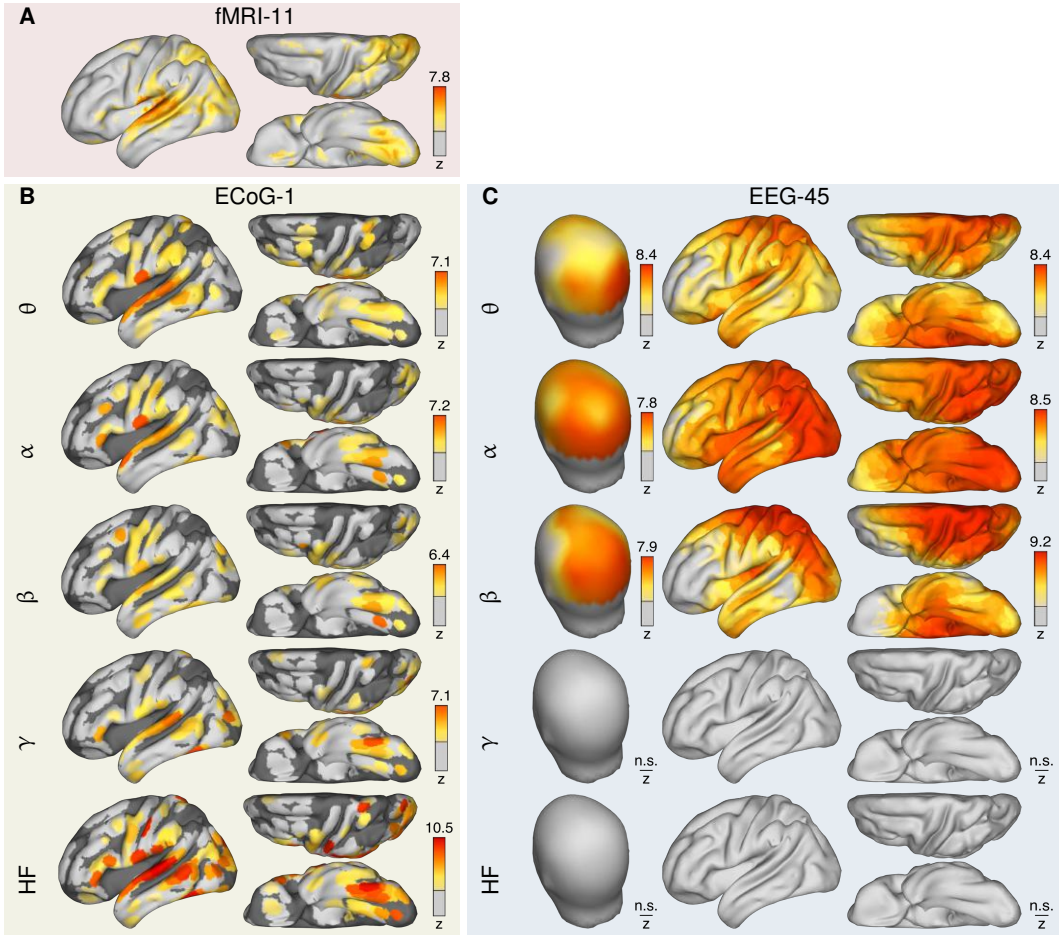 A fMRI-11
7.8
z
B ECoG-1
θ
7.1
z
α
7.2
z
β
6.4
z
γ
7.1
z
HF
10.5
z
C EEG-45
θ
8.4
z
8.4
z
α
7.8
z
8.5
z
β
7.9
z
9.2
z
γ
n.s.
z
n.s.
z
HF
n.s.
z
n.s.
z